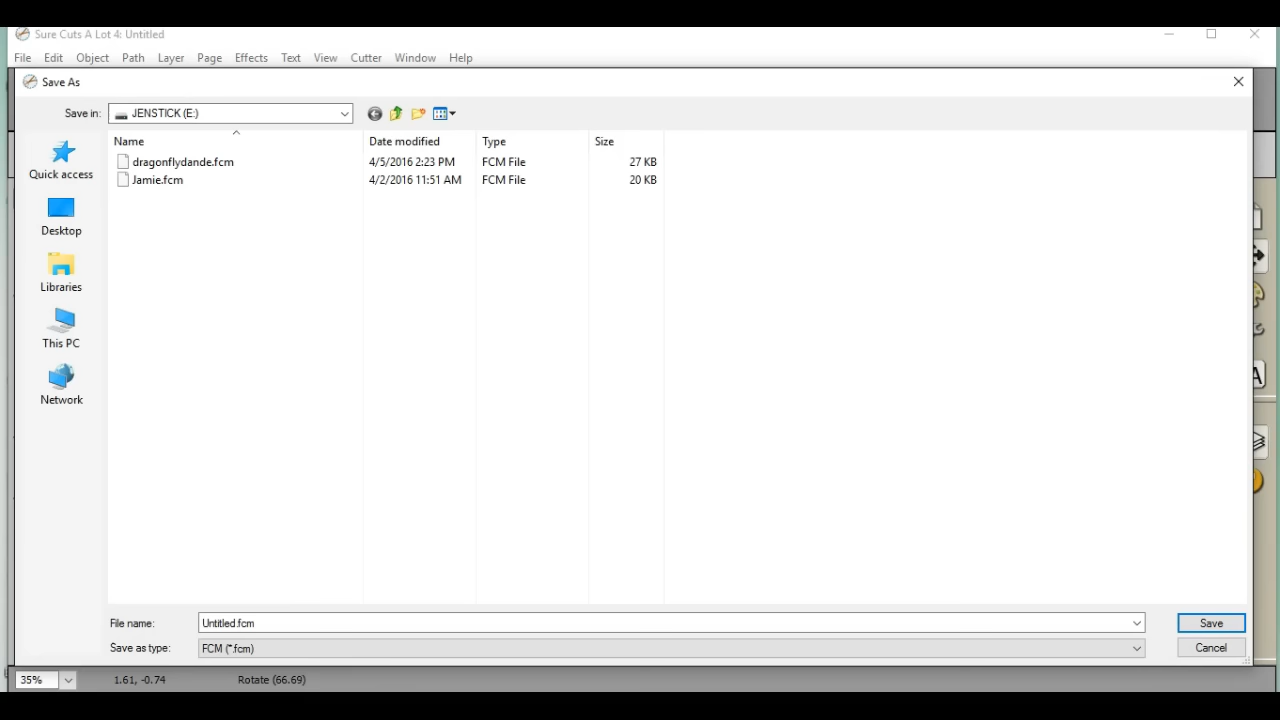 Sure Cuts A Lot 4: Untitled
File Edit Object Path Layer Page Effects Text View Cutter Window Help
Save As
Save in: JENSTICK (E:)
Name Date modified Type Size
dragonflydande.fcm 4/5/2016 2:23 PM FCM File 27 KB
Jamie.fcm 4/2/2016 11:51 AM FCM File 20 KB
Quick access
Desktop
Libraries
This PC
Network
A
File name: Untitled.fcm Save
Save as type: FCM (*.fcm) Cancel
35% 1.61, -0.74 Rotate (66.69)